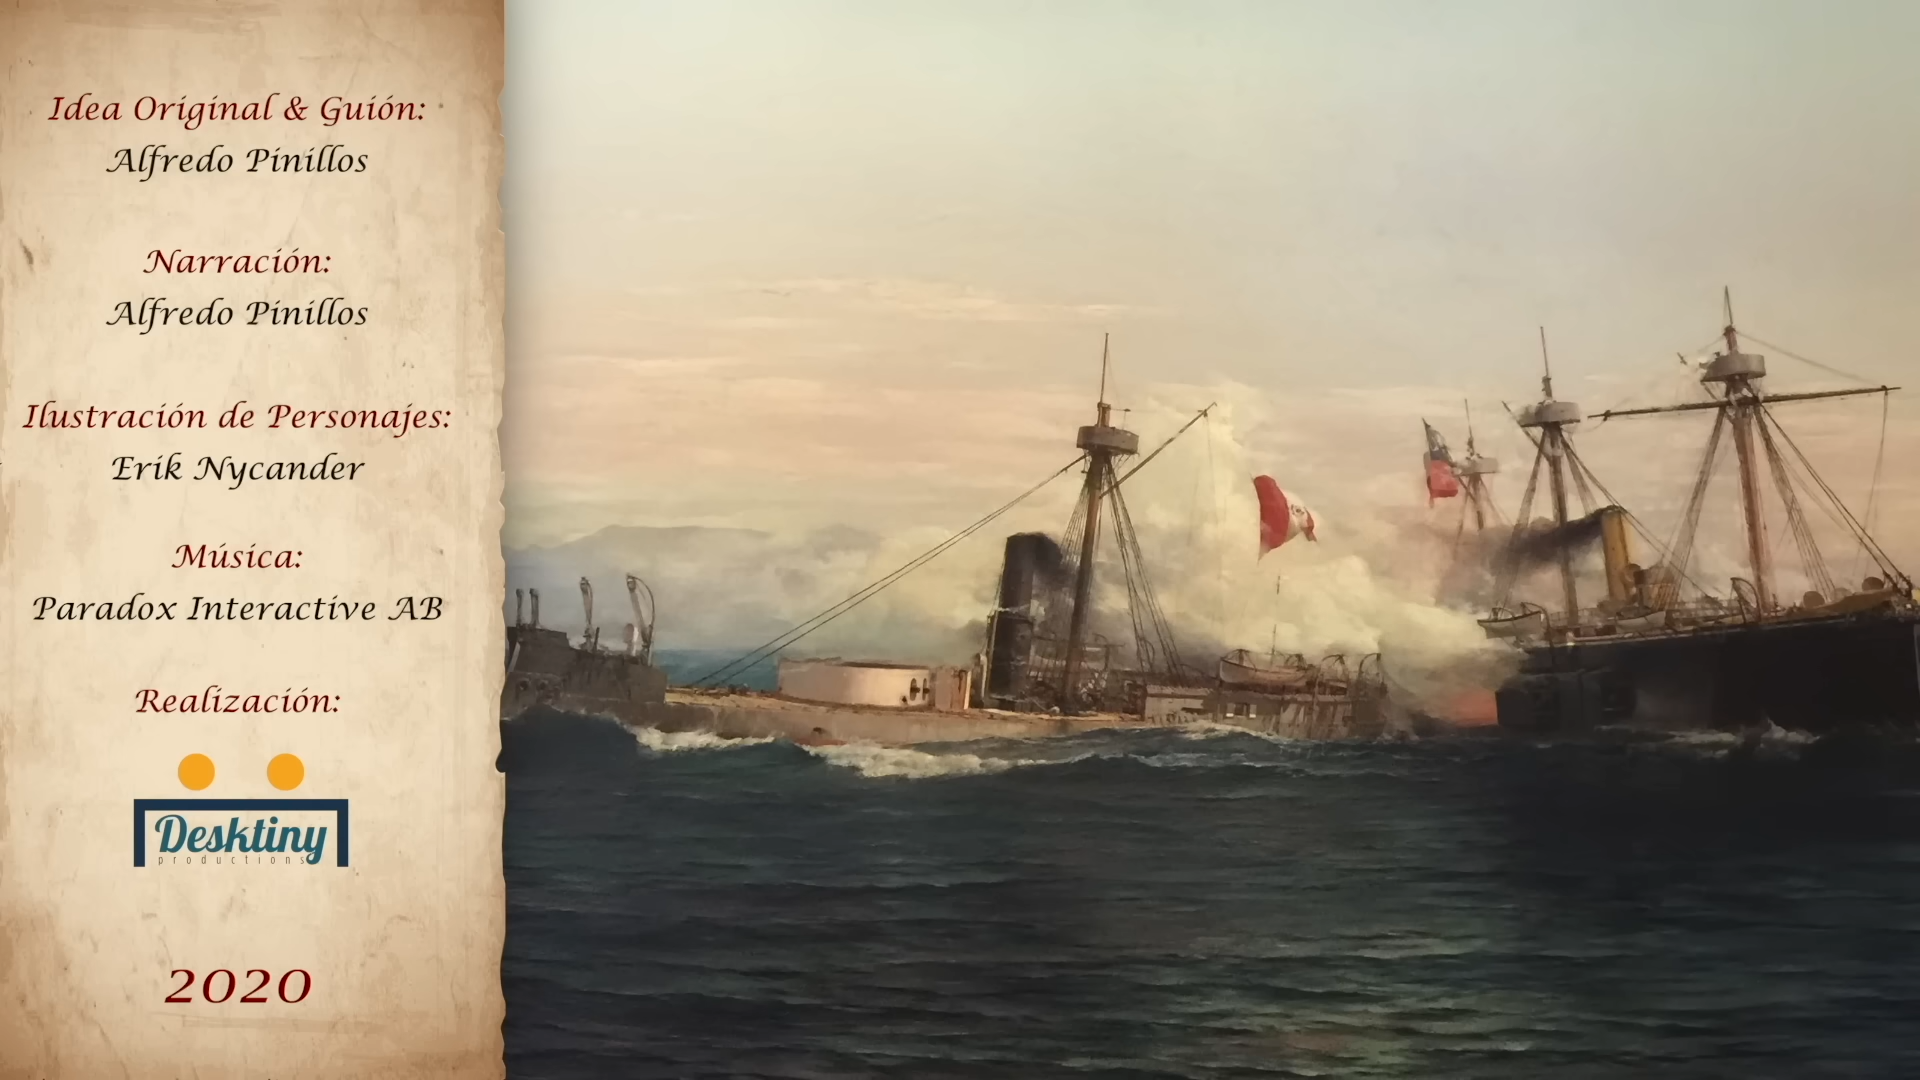 Idea Original & Guión:
Alfredo Pinillos
Narración:
Alfredo Pinillos
Ilustración de Personajes:
Erik Nycander
Música:
Paradox Interactive AB
Realización:
Desktiny
productions
2020